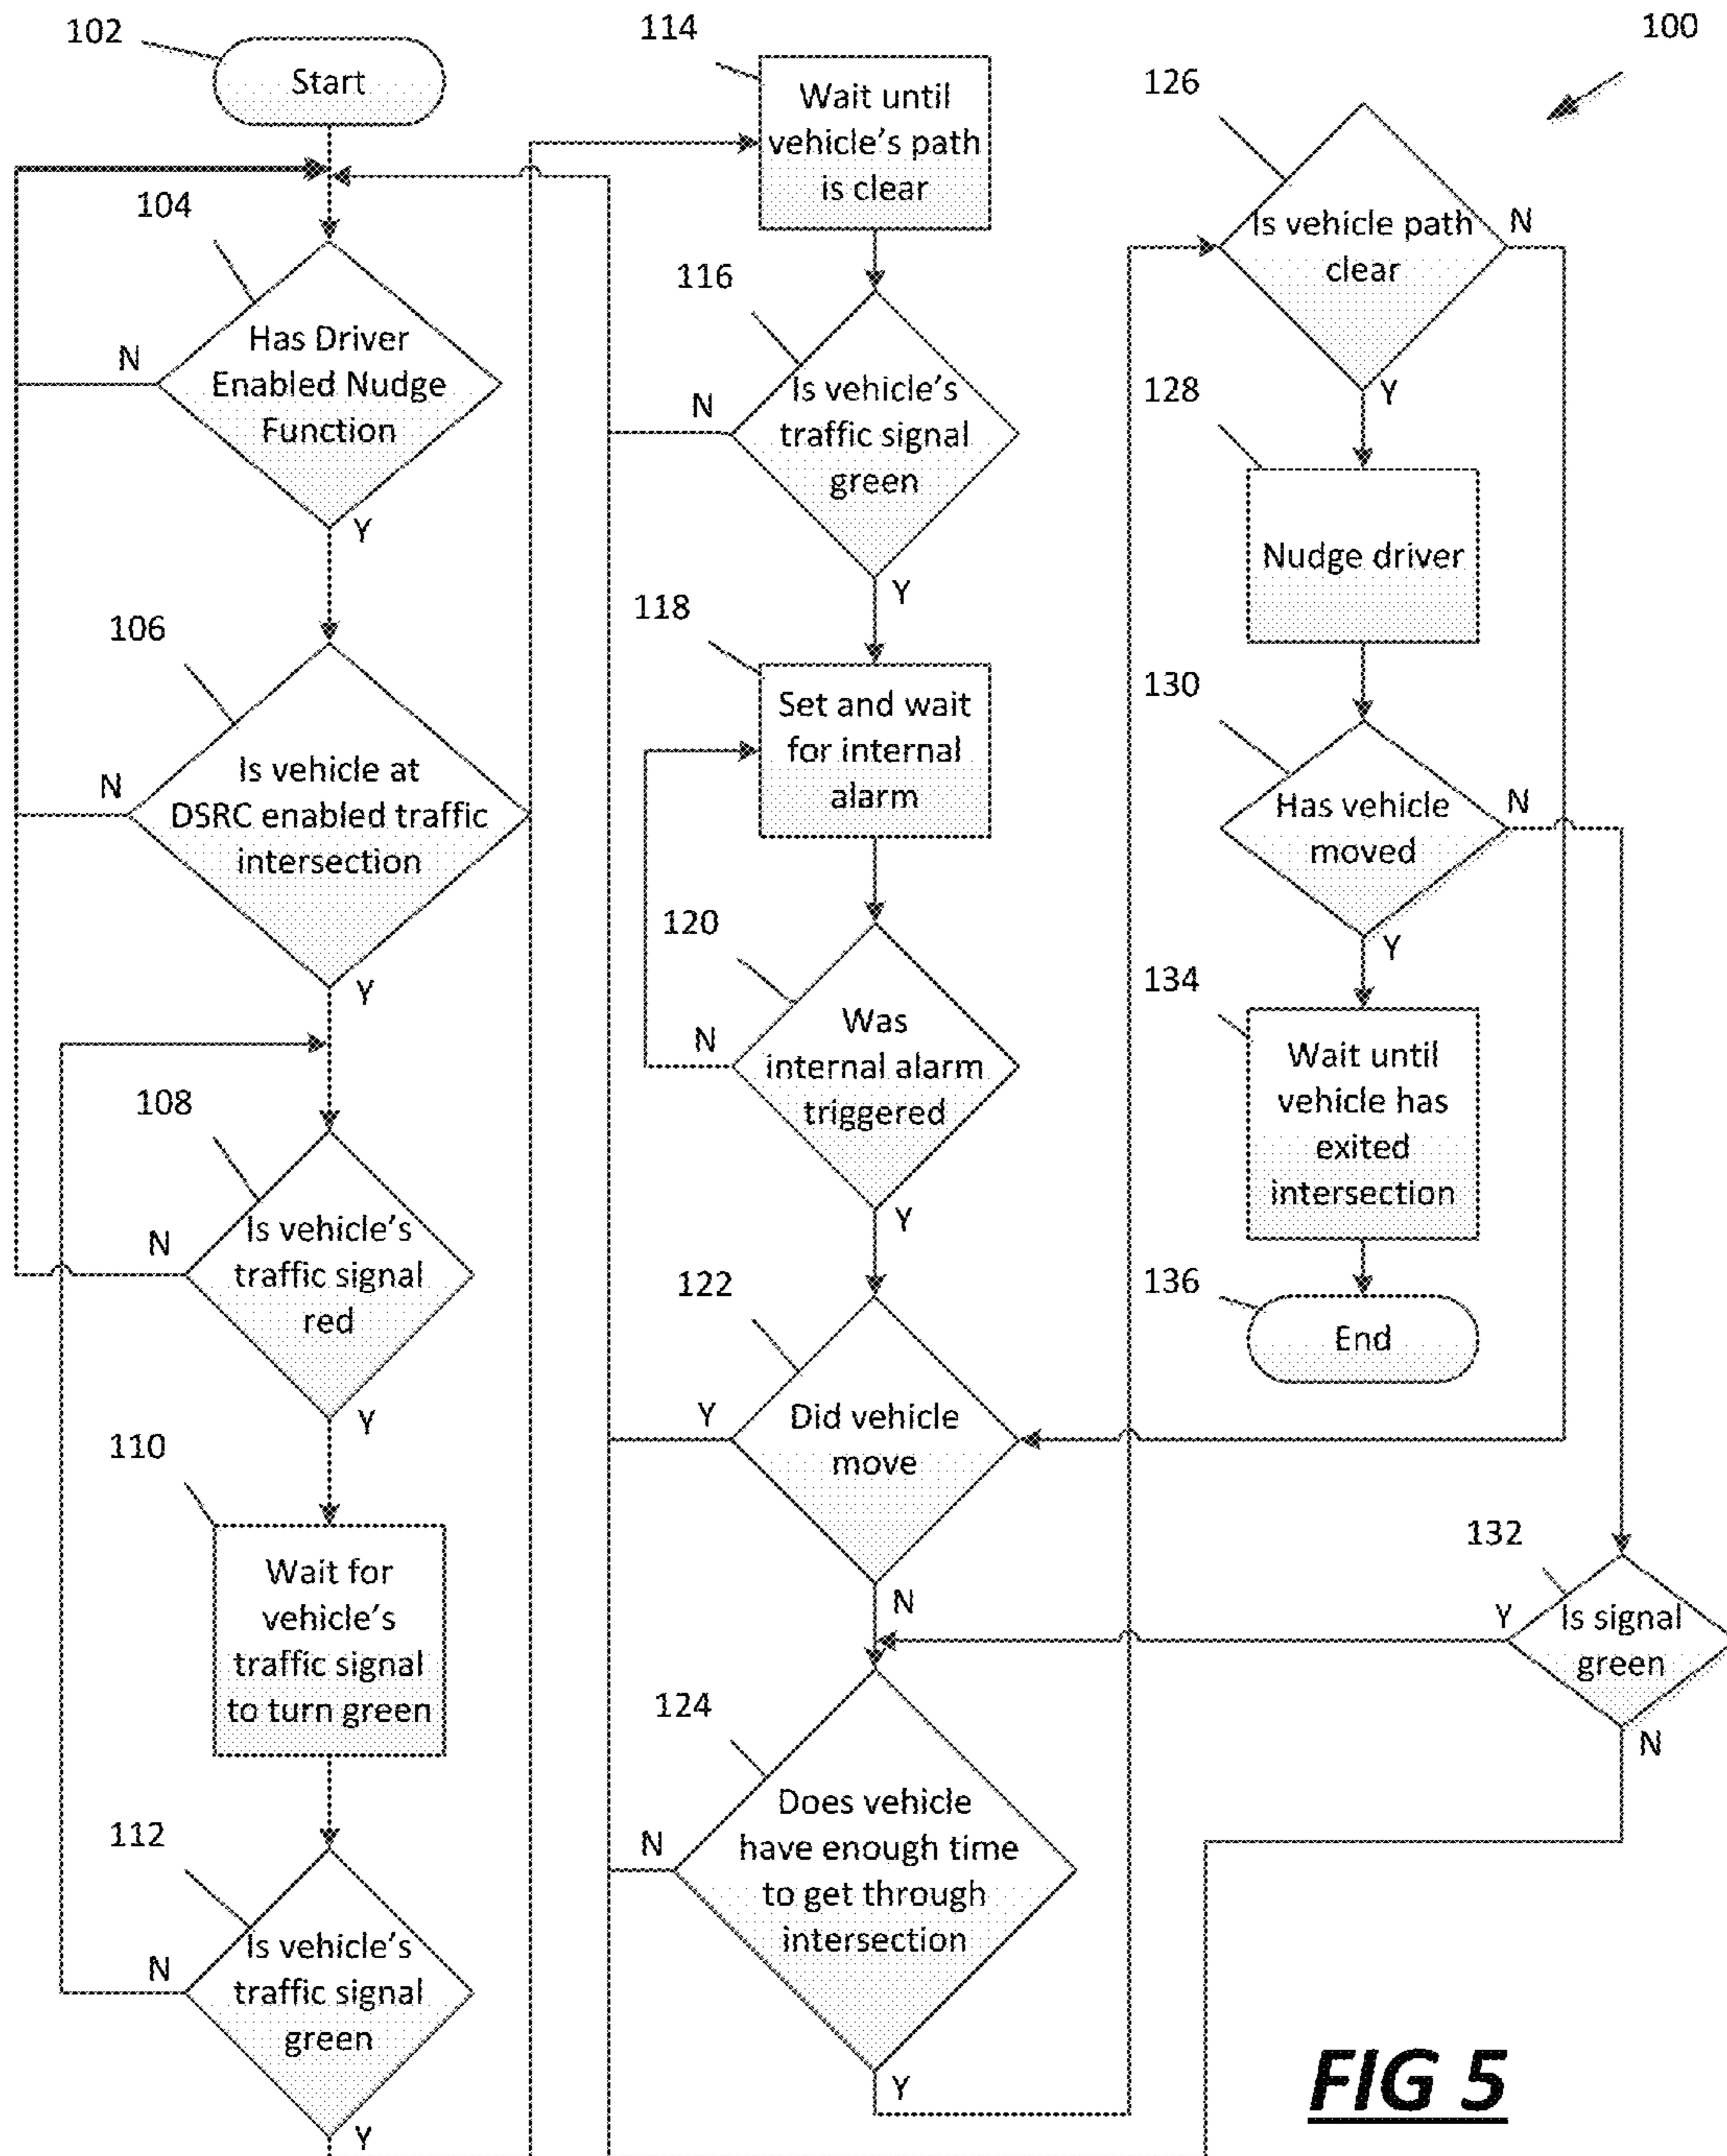 102
Start
104
Has Driver
Enabled Nudge
Function
N
Y
106
Is vehicle at
DSRC enabled traffic
intersection
N
Y
108
Is vehicle's
traffic signal
red
N
Y
110
Wait for
vehicle's
traffic signal
to turn green
112
Is vehicle's
traffic signal
green
N
Y
114
Wait until
vehicle's path
is clear
116
Is vehicle's
traffic signal
green
N
Y
118
Set and wait
for internal
alarm
120
Was
internal alarm
triggered
N
Y
122
Did vehicle
move
Y
N
124
Does vehicle
have enough time
to get through
intersection
N
Y
100
126
Is vehicle path
clear
N
Y
128
Nudge driver
130
Has vehicle
moved
N
Y
134
Wait until
vehicle has
exited
intersection
136
End
132
Is signal
green
Y
N
FIG 5